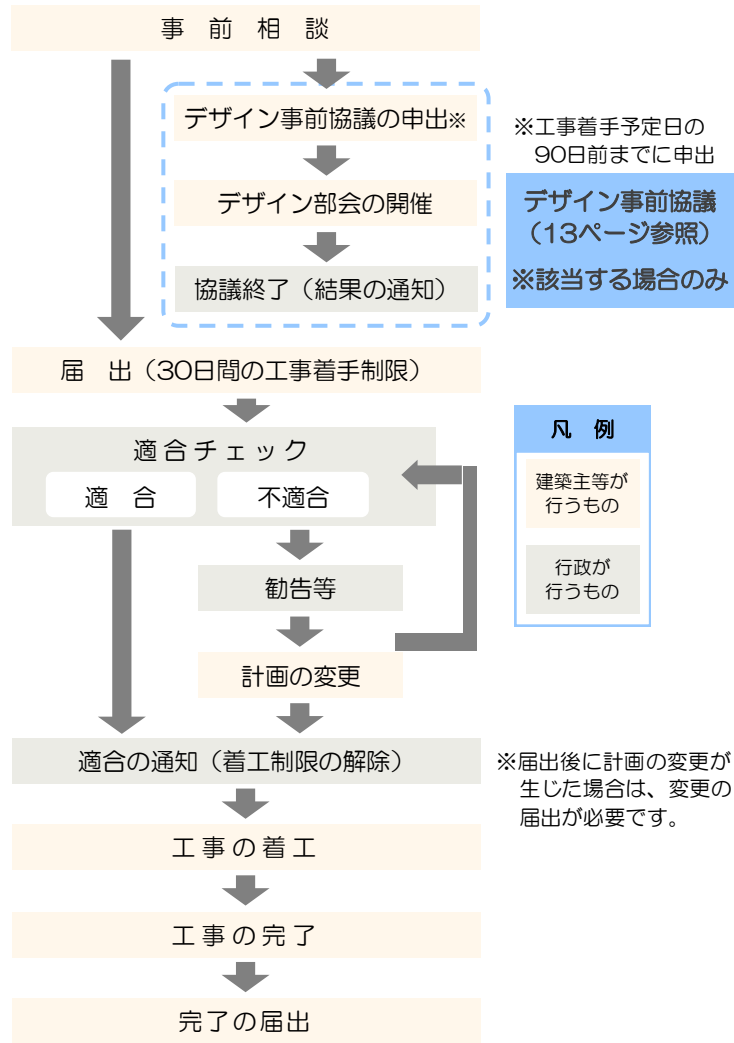 事前相談
デザイン事前協議の申出※
※工事着手予定日の
90日前までに申出
デザイン部会の開催
デザイン事前協議
（13ページ参照）
※該当する場合のみ
協議終了（結果の通知）
届出（30日間の工事着手制限）
適合チェック
適合
不適合
凡例
建築主等が
行うもの
行政が
行うもの
勧告等
計画の変更
適合の通知（着工制限の解除）
※届出後に計画の変更が
生じた場合は、変更の
届出が必要です。
工事の着工
工事の完了
完了の届出